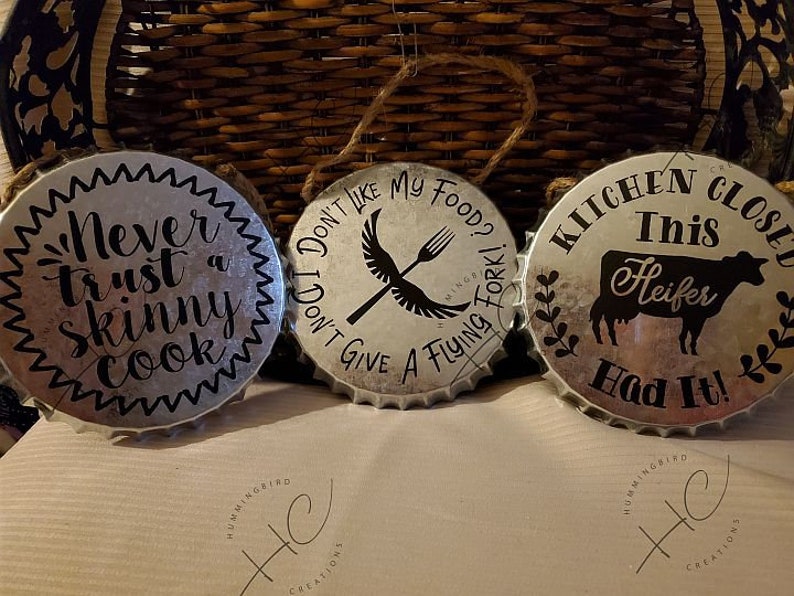 Never
trust a
skinny
cook
I Don't Like My Food?
I Don't Give A Flying Fork!
KITCHEN CLOSED
This
Heifer
Had It!
HUMMINGBIRD
HC
CREATIONS
HUMMINGBIRD
HC
CREATIONS